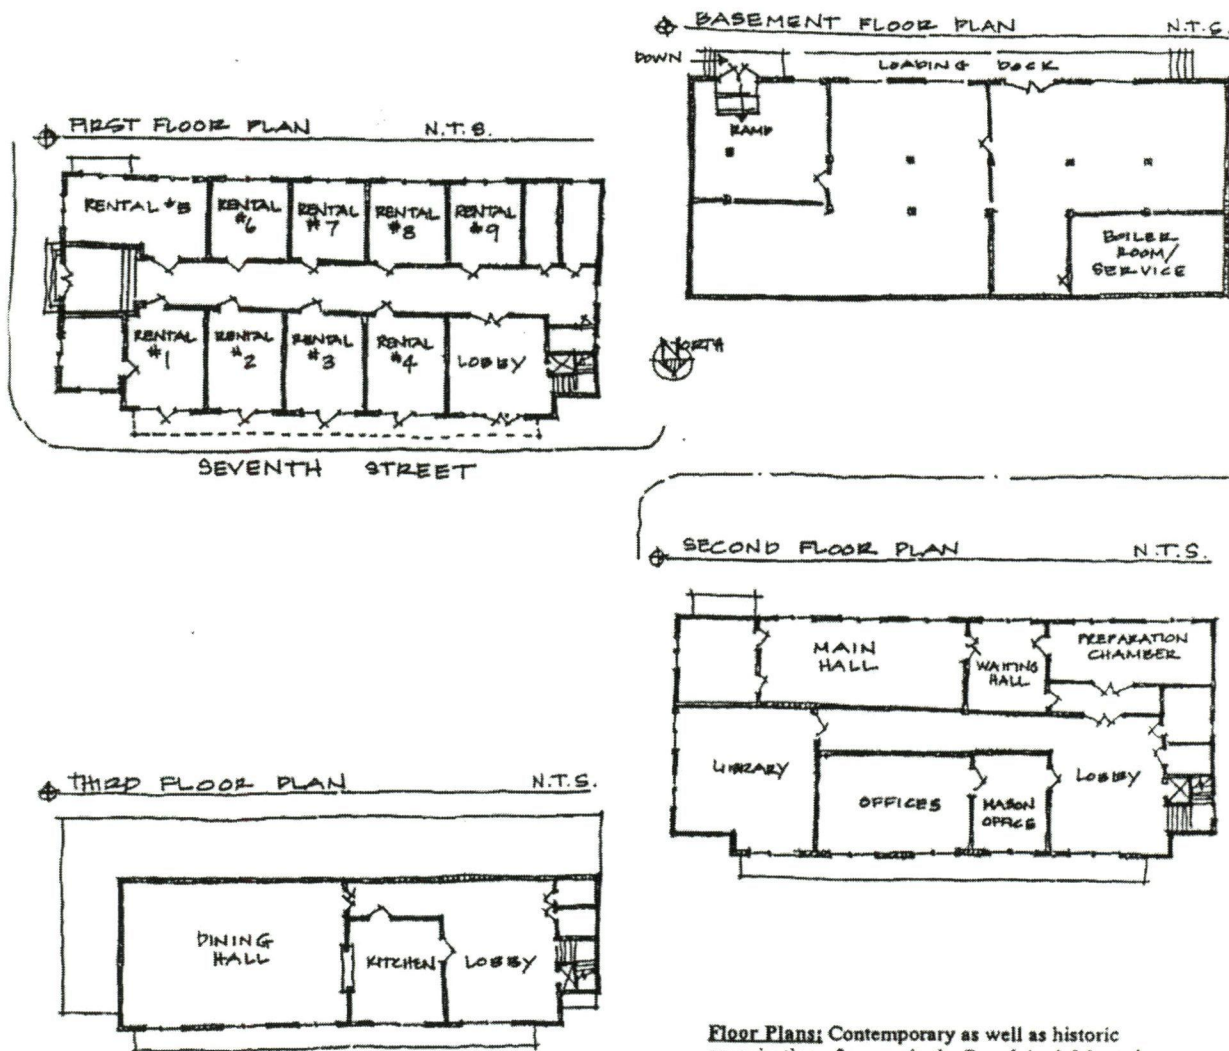 BASEMENT FLOOR PLAN N.T.S.
DOWN
LOADING DOCK
RAMP
BOILER
ROOM/
SERVICE
NORTH
FIRST FLOOR PLAN N.T.S.
RENTAL #5
RENTAL
#6
RENTAL
#7
RENTAL
#8
RENTAL
#9
RENTAL
#1
RENTAL
#2
RENTAL
#3
RENTAL
#4
LOBBY
SEVENTH STREET
SECOND FLOOR PLAN N.T.S.
MAIN
HALL
WAITING
HALL
PREPARATION
CHAMBER
LIBRARY
OFFICES
MASON
OFFICE
LOBBY
THIRD FLOOR PLAN N.T.S.
DINING
HALL
KITCHEN
LOBBY
Floor Plans: Contemporary as well as historic